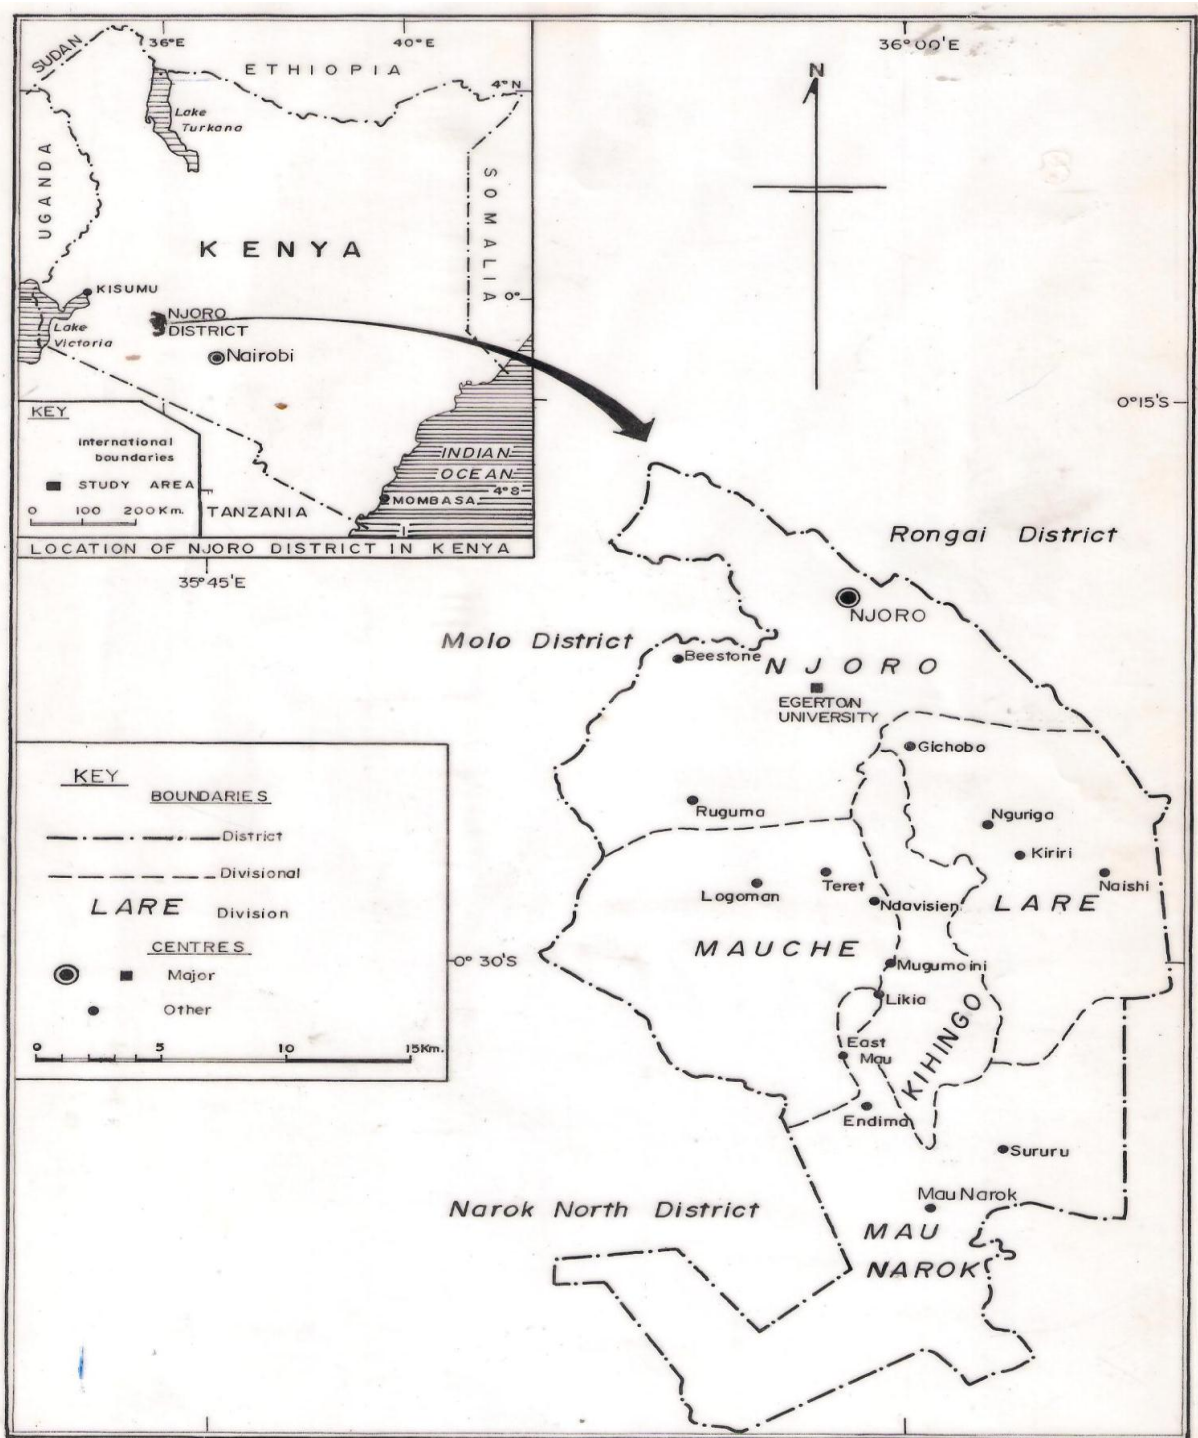 36°E
40°E
SUDAN
ETHIOPIA
4°N
Lake
Turkana
UGANDA
SOMALIA
KENYA
KISUMU
0°
NJORO
DISTRICT
Lake
Victoria
Nairobi
KEY
International
boundaries
STUDY AREA
0 100 200Km.
INDIAN
OCEAN
4°S
MOMBASA
TANZANIA
LOCATION OF NJORO DISTRICT IN KENYA
35°45'E
36°00'E
N
0°15'S
Rongai District
NJORO
Molo District
Beestone
NJORO
EGERTON
UNIVERSITY
Gichobo
Ruguma
Nguriga
Kiriri
Naishi
Logoman
Teret
Ndavisien
LARE
MAUCHE
Mugumoini
Likia
KIHINGO
East
Mau
Endima
Sururu
Mau Narok
Narok North District
MAU
NAROK
KEY
BOUNDARIES
District
Divisional
LARE Division
CENTRES
Major
Other
0 5 10 15Km.
0° 30'S